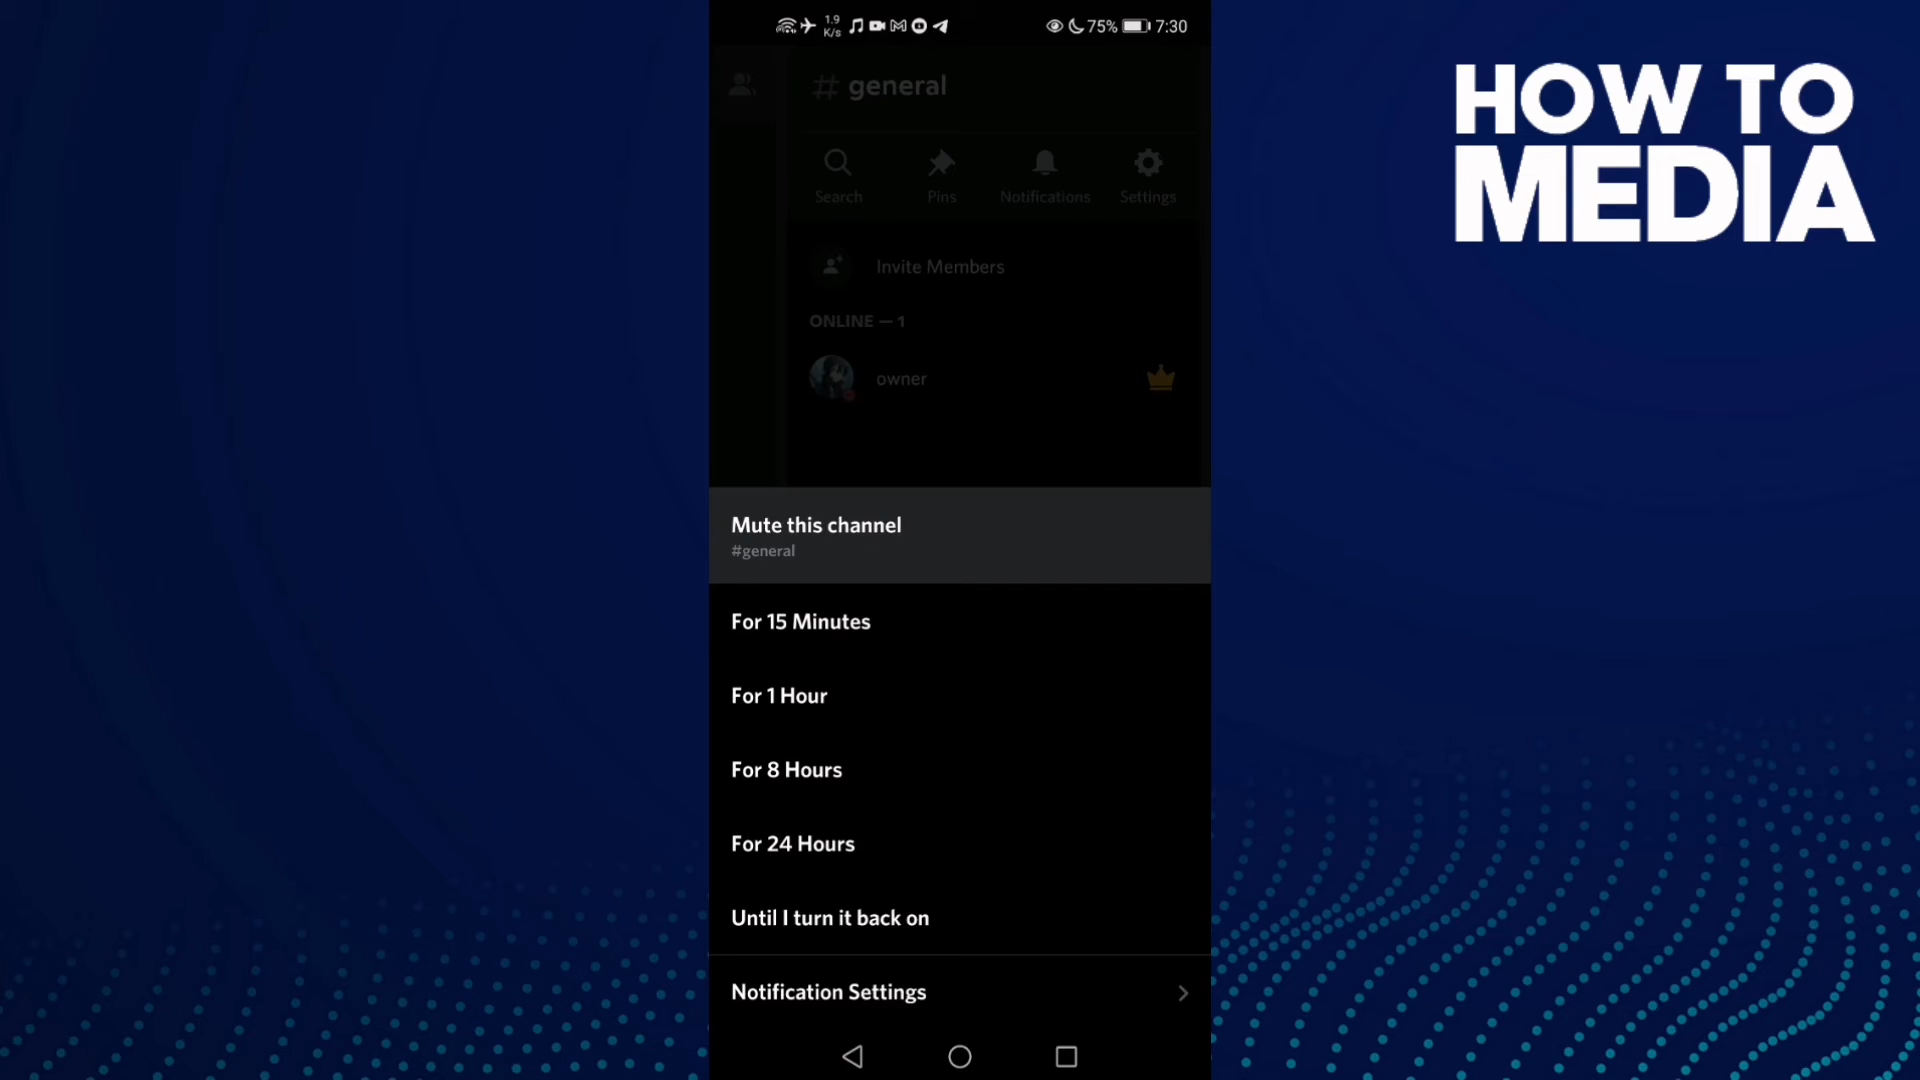 1.9
K/s
75% 7:30
# general
Search Pins Notifications Settings
Invite Members
ONLINE — 1
owner
Mute this channel
#general
For 15 Minutes
For 1 Hour
For 8 Hours
For 24 Hours
Until I turn it back on
Notification Settings
HOW TO
MEDIA